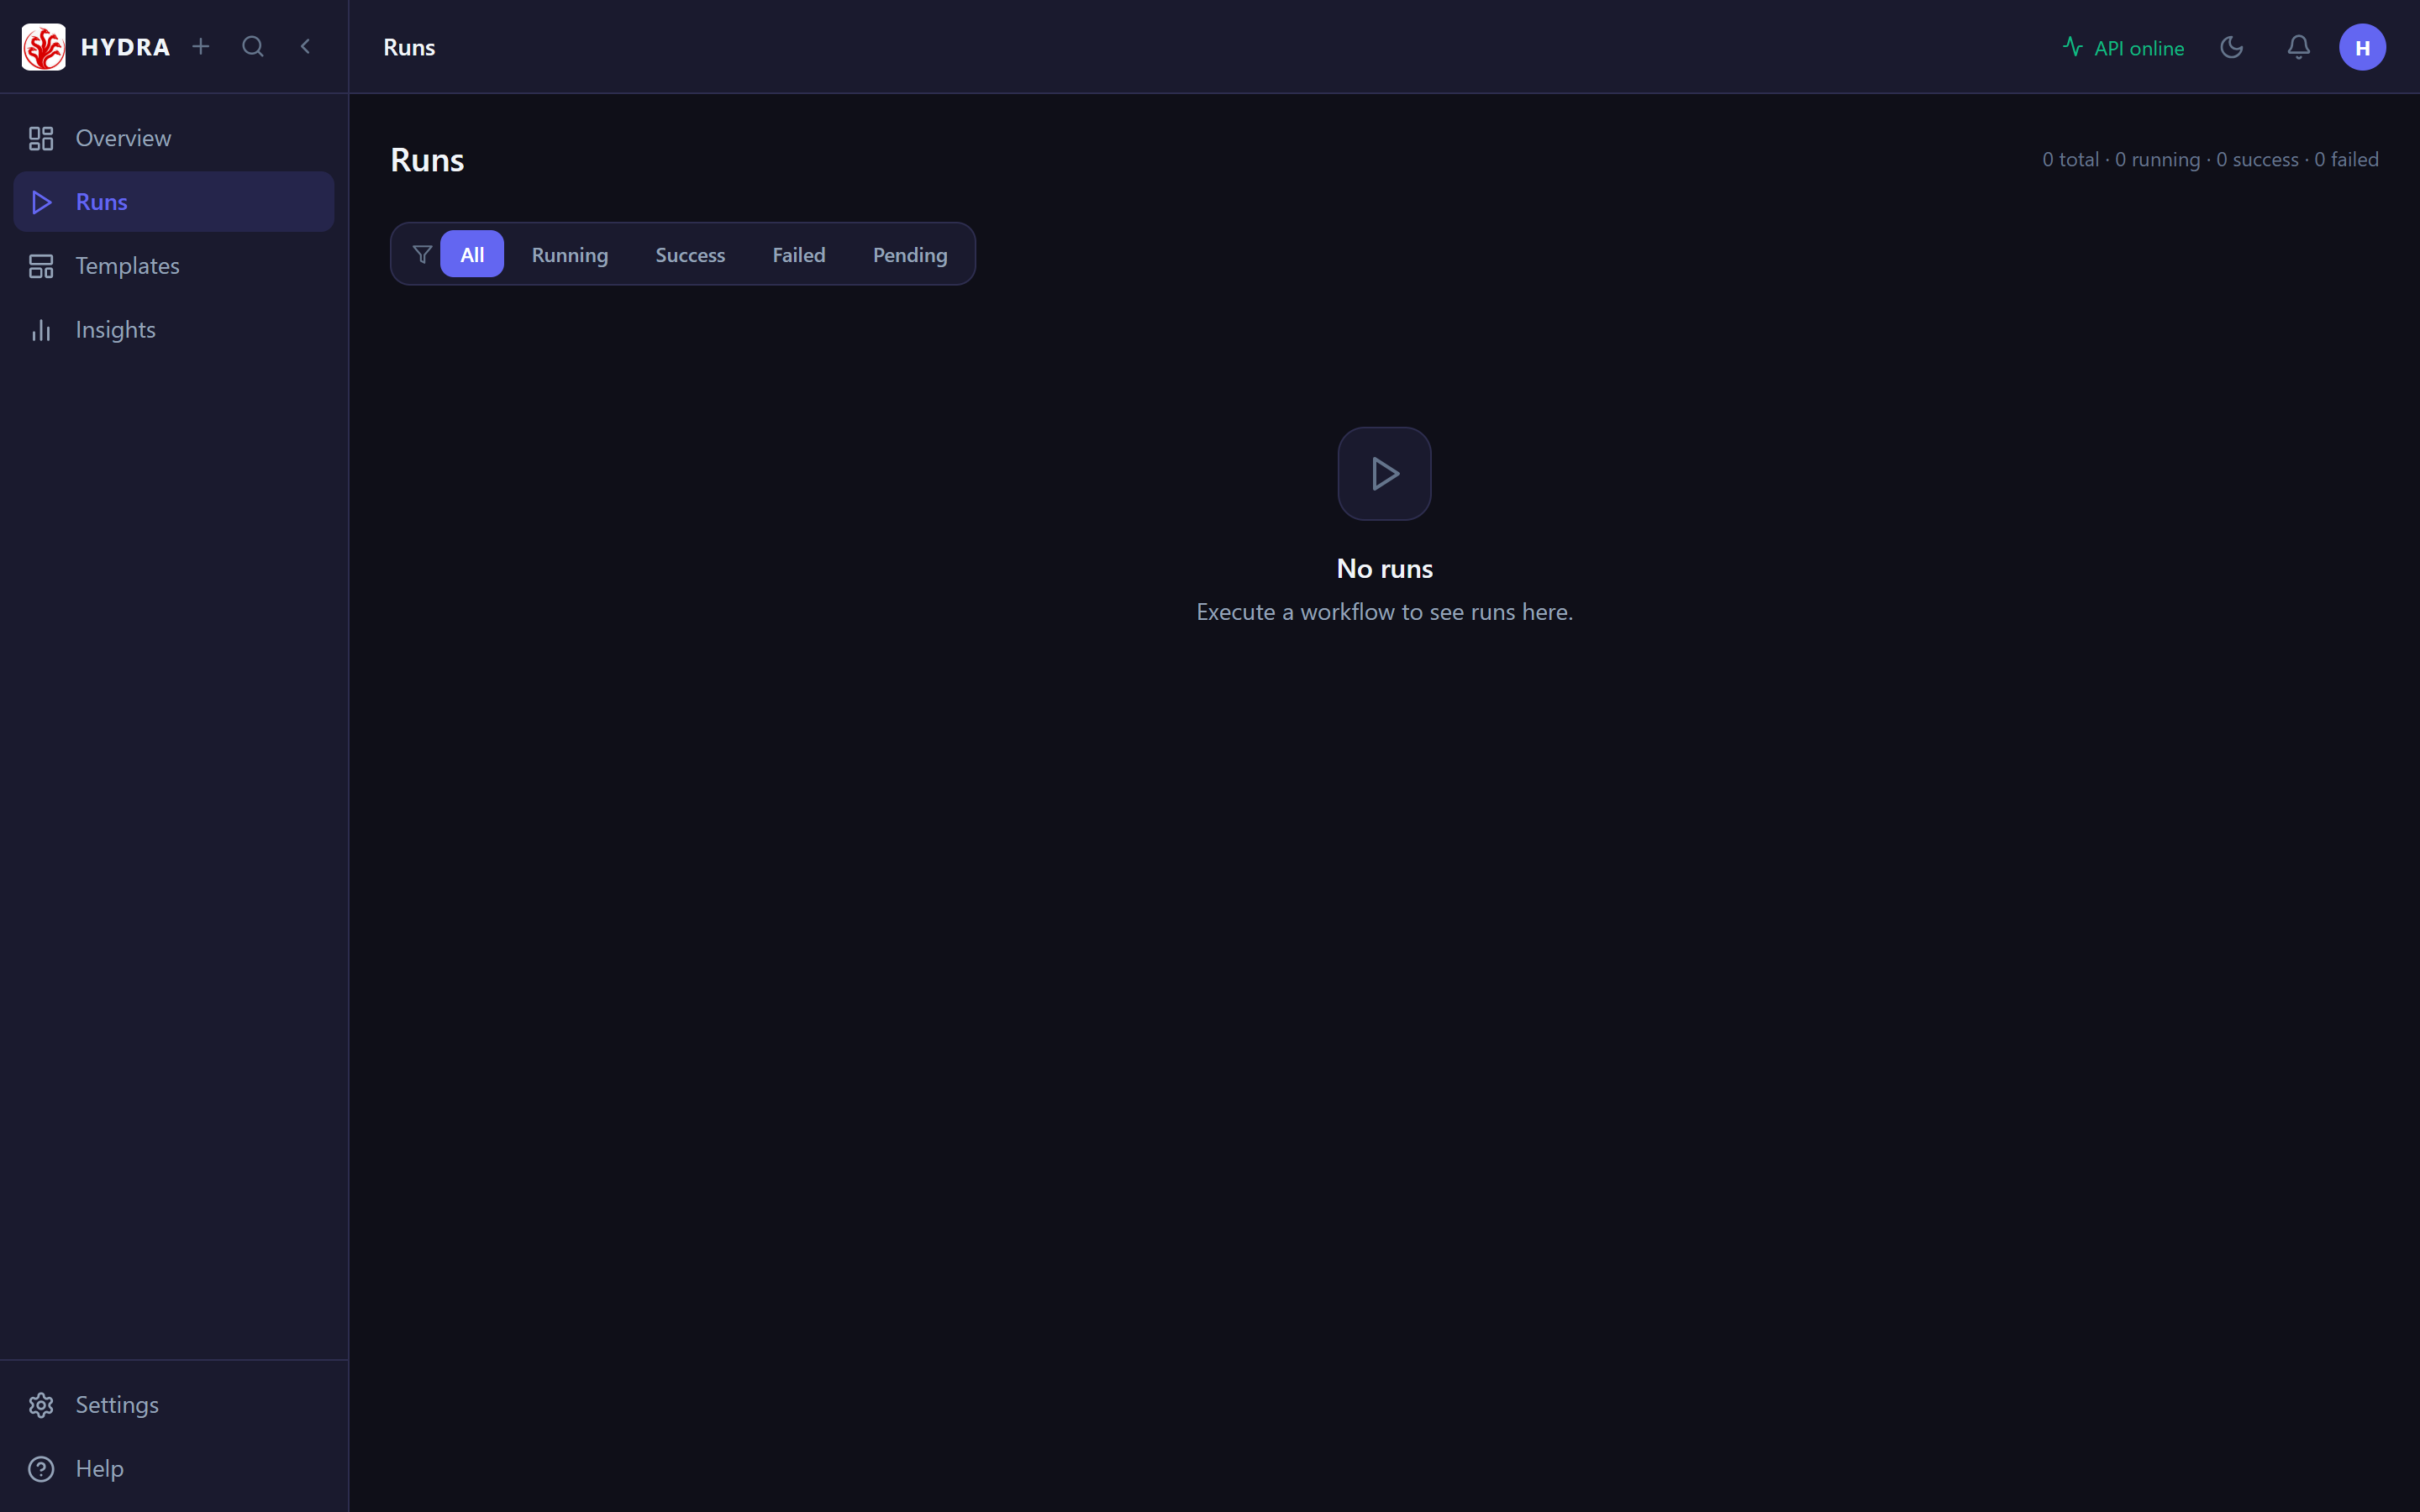 HYDRA
Runs
API online
H
Overview
Runs
Templates
Insights
Settings
Help
Runs
0 total · 0 running · 0 success · 0 failed
All Running Success Failed Pending
No runs
Execute a workflow to see runs here.